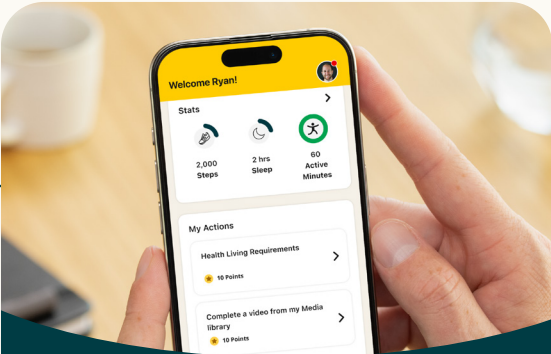 Welcome Ryan!
Stats
2,000
Steps
2 hrs
Sleep
60
Active
Minutes
My Actions
Health Living Requirements
10 Points
Complete a video from my Media
library
10 Points